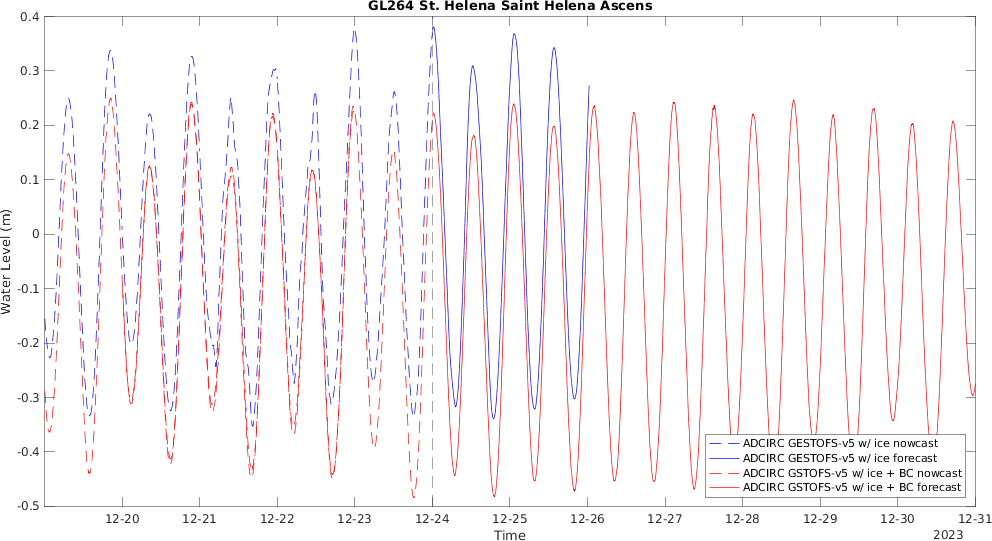 GL264 St. Helena Saint Helena Ascens
Water Level (m)
0.4
0.3
0.2
0.1
0
-0.1
-0.2
-0.3
-0.4
-0.5
ADCIRC GESTOFS-v5 w/ ice nowcast
ADCIRC GESTOFS-v5 w/ ice forecast
ADCIRC GSTOFS-v5 w/ ice + BC nowcast
ADCIRC GSTOFS-v5 w/ ice + BC forecast
12-20 12-21 12-22 12-23 12-24 12-25 12-26 12-27 12-28 12-29 12-30 12-31
Time
2023